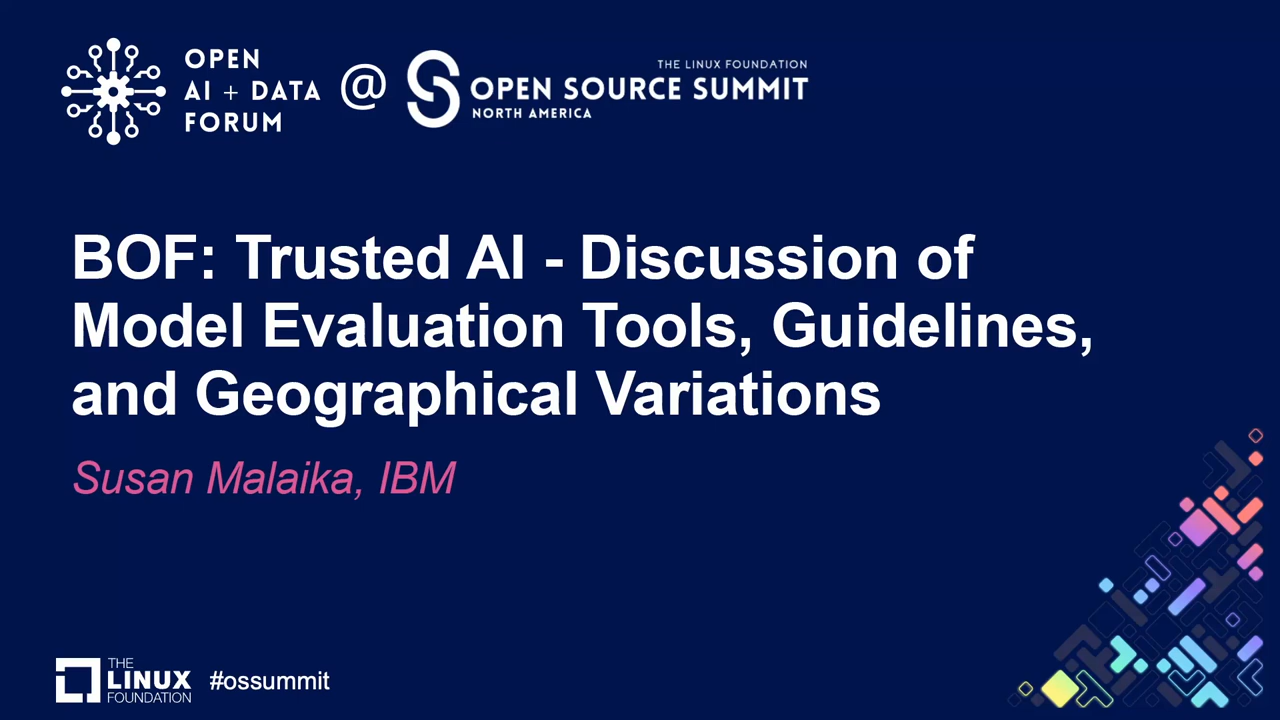 OPEN
AI + DATA
FORUM
@
THE LINUX FOUNDATION
OPEN SOURCE SUMMIT
NORTH AMERICA
BOF: Trusted AI - Discussion of
Model Evaluation Tools, Guidelines,
and Geographical Variations
Susan Malaika, IBM
THE
LINUX
FOUNDATION
#ossummit